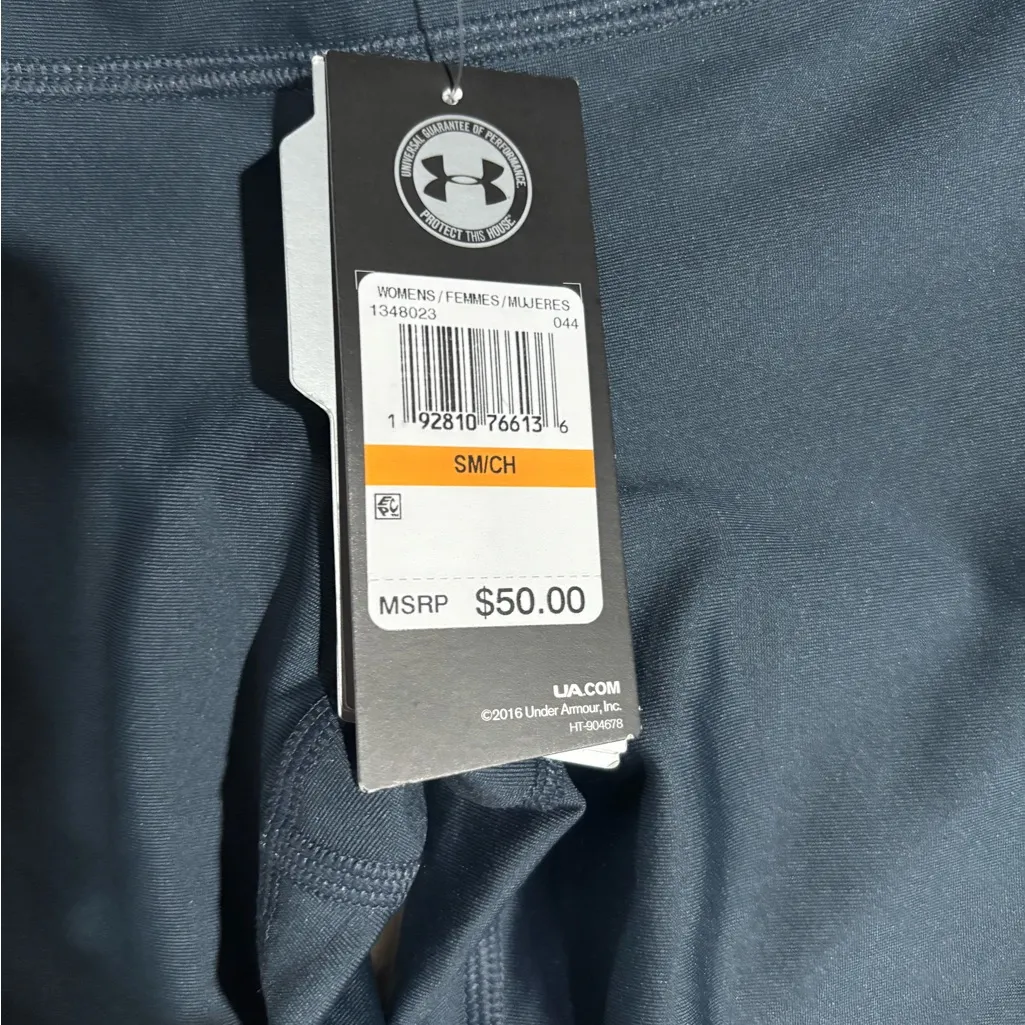 UNIVERSAL GUARANTEE OF PERFORMANCE
PROTECT THIS HOUSE
WOMENS/FEMMES/MUJERES
1348023
044
1 92810 76613 6
SM/CH
MSRP $50.00
UA.COM
©2016 Under Armour, Inc.
HT-904678